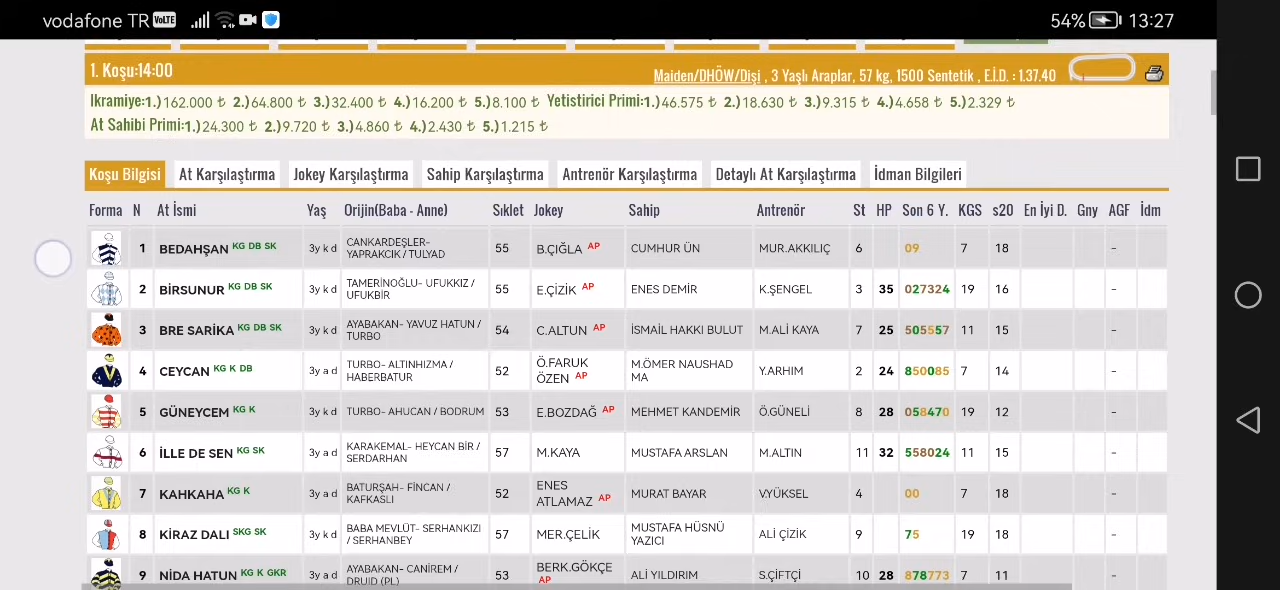 vodafone TR VoLTE 54% 13:27
1. Koşu:14:00
Maiden/DHÖW/Dişi , 3 Yaşlı Araplar, 57 kg, 1500 Sentetik , E.İ.D. : 1.37.40
İkramiye:1.)162.000 ₺ 2.)64.800 ₺ 3.)32.400 ₺ 4.)16.200 ₺ 5.)8.100 ₺ Yetistirici Primi:1.)46.575 ₺ 2.)18.630 ₺ 3.)9.315 ₺ 4.)4.658 ₺ 5.)2.329 ₺
At Sahibi Primi:1.)24.300 ₺ 2.)9.720 ₺ 3.)4.860 ₺ 4.)2.430 ₺ 5.)1.215 ₺
Koşu Bilgisi At Karşılaştırma Jokey Karşılaştırma Sahip Karşılaştırma Antrenör Karşılaştırma Detaylı At Karşılaştırma İdman Bilgileri
Forma N At İsmi Yaş Orijin(Baba - Anne) Sıklet Jokey Sahip Antrenör St HP Son 6 Y. KGS s20 En İyi D. Gny AGF İdm
1 BEDAHŞAN KG DB SK 3y k d CANKARDEŞLER- YAPRAKCIK / TULYAD 55 B.ÇIĞLA AP CUMHUR ÜN MUR.AKKILIÇ 6 09 7 18 -
2 BİRSUNUR KG DB SK 3y k d TAMERİNOĞLU- UFUKKIZ / UFUKBİR 55 E.ÇİZİK AP ENES DEMİR K.ŞENGEL 3 35 027324 19 16 -
3 BRE SARİKA KG DB SK 3y k d AYABAKAN- YAVUZ HATUN / TURBO 54 C.ALTUN AP İSMAİL HAKKI BULUT M.ALİ KAYA 7 25 505557 11 15 -
4 CEYCAN KG K DB 3y a d TURBO- ALTINHIZMA / HABERBATUR 52 Ö.FARUK ÖZEN AP M.ÖMER NAUSHAD MA Y.ARHIM 2 24 850085 7 14 -
5 GÜNEYCEM KG K 3y k d TURBO- AHUCAN / BODRUM 53 E.BOZDAĞ AP MEHMET KANDEMİR Ö.GÜNELİ 8 28 058470 19 12 -
6 İLLE DE SEN KG SK 3y a d KARAKEMAL- HEYCAN BİR / SERDARHAN 57 M.KAYA MUSTAFA ARSLAN M.ALTIN 11 32 558024 11 15 -
7 KAHKAHA KG K 3y a d BATURŞAH- FİNCAN / KAFKASLI 52 ENES ATLAMAZ AP MURAT BAYAR V.YÜKSEL 4 00 7 18 -
8 KİRAZ DALI SKG SK 3y k d BABA MEVLÜT- SERHANKIZI / SERHANBEY 57 MER.ÇELİK MUSTAFA HÜSNÜ YAZICI ALİ ÇİZİK 9 75 19 18 -
9 NİDA HATUN KG K GKR 3y a d AYABAKAN- CANİREM / DRUID (PL) 53 BERK.GÖKÇE AP ALİ YILDIRIM S.ÇİFTÇİ 10 28 878773 7 11 -